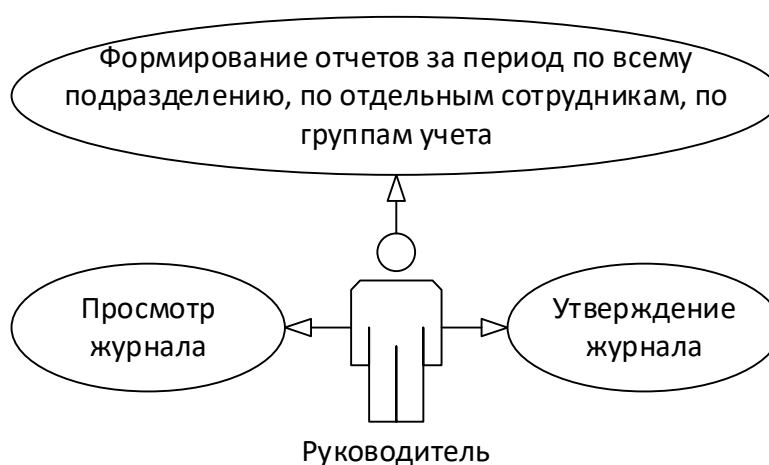 Формирование отчетов за период по всему
подразделению, по отдельным сотрудникам, по
группам учета
Просмотр
журнала
Утверждение
журнала
Руководитель